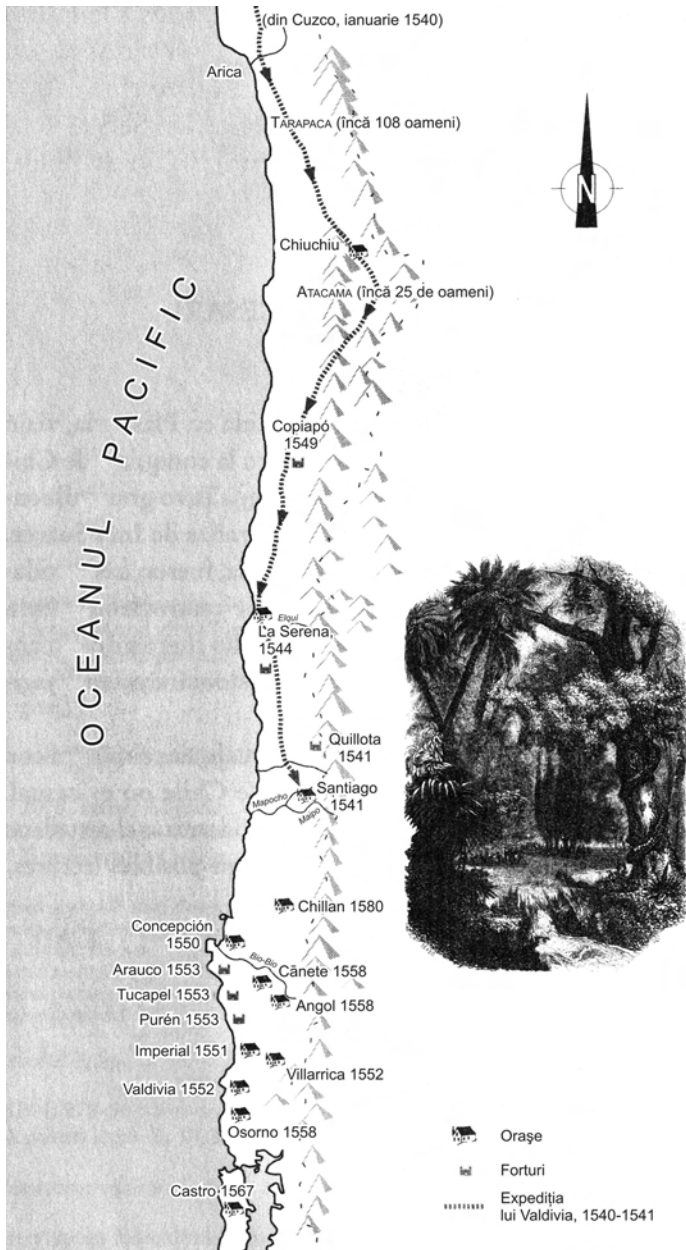 (din Cuzco, ianuarie 1540)
Arica
TARAPACA (încă 108 oameni)
N
Chiuchiu
ATACAMA (încă 25 de oameni)
OCEANUL PACIFIC
Copiapó
1549
Elqui
La Serena,
1544
Quillota
1541
Santiago
1541
Mapocho
Maipo
Chillan 1580
Concepción
1550
Bio-Bio
Arauco 1553
Cănete 1558
Tucapel 1553
Angol 1558
Purén 1553
Imperial 1551
Villarrica 1552
Valdivia 1552
Osorno 1558
Castro 1567
Orașe
Forturi
Expediția
lui Valdivia, 1540-1541